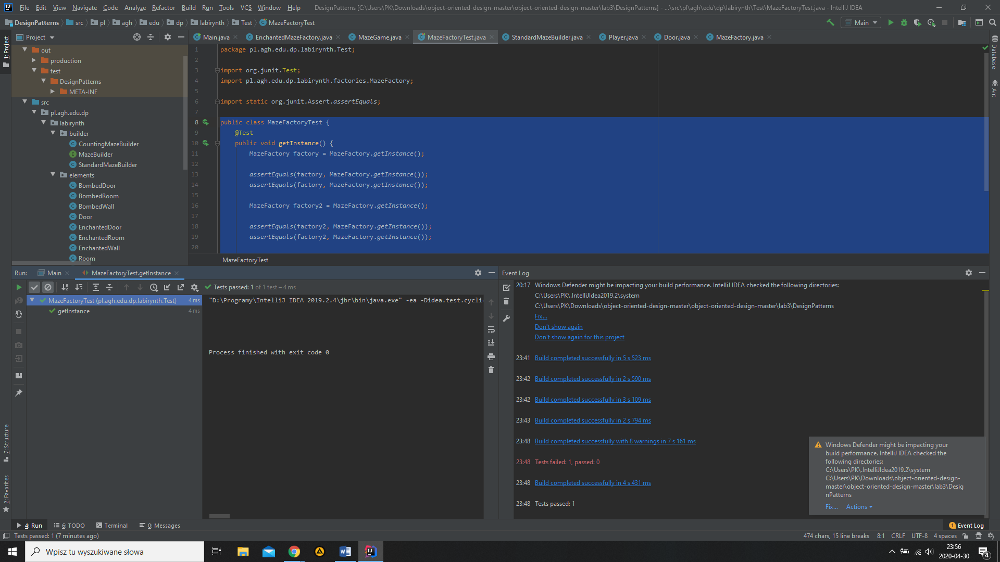 File Edit View Navigate Code Analyze Refactor Build Run Tools VCS Window Help DesignPatterns [C:\Users\PK\Downloads\object-oriented-design-master\object-oriented-design-master\lab3\DesignPatterns] - ...\src\pl\agh\edu\dp\labirynth\Test\MazeFactoryTest.java - IntelliJ IDEA
DesignPatterns src pl agh edu dp labirynth Test MazeFactoryTest Main
Project
Main.java EnchantedMazeFactory.java MazeGame.java MazeFactoryTest.java StandardMazeBuilder.java Player.java Door.java MazeFactory.java
1: Project
out
production
test
DesignPatterns
META-INF
src
pl.agh.edu.dp
labirynth
builder
CountingMazeBuilder
MazeBuilder
StandardMazeBuilder
elements
BombedDoor
BombedRoom
BombedWall
Door
EnchantedDoor
EnchantedRoom
EnchantedWall
Room
1 package pl.agh.edu.dp.labirynth.Test;
2
3 import org.junit.Test;
4 import pl.agh.edu.dp.labirynth.factories.MazeFactory;
5
6 import static org.junit.Assert.assertEquals;
7
8 public class MazeFactoryTest {
9 @Test
10 public void getInstance() {
11 MazeFactory factory = MazeFactory.getInstance();
12
13 assertEquals(factory, MazeFactory.getInstance());
14 assertEquals(factory, MazeFactory.getInstance());
15
16 MazeFactory factory2 = MazeFactory.getInstance();
17
18 assertEquals(factory2, MazeFactory.getInstance());
19 assertEquals(factory2, MazeFactory.getInstance());
20
MazeFactoryTest
Database
Ant
Run: Main MazeFactoryTest.getInstance
Tests passed: 1 of 1 test – 4 ms
MazeFactoryTest (pl.agh.edu.dp.labirynth.Test) 4 ms
getInstance 4 ms
"D:\Programy\IntelliJ IDEA 2019.2.4\jbr\bin\java.exe" -ea -Didea.test.cyclic
Process finished with exit code 0
Event Log
20:17 Windows Defender might be impacting your build performance. IntelliJ IDEA checked the following directories:
C:\Users\PK\.IntelliJIdea2019.2\system
C:\Users\PK\Downloads\object-oriented-design-master\object-oriented-design-master\lab3\DesignPatterns
Fix...
Don't show again
Don't show again for this project
23:41 Build completed successfully in 5 s 523 ms
23:42 Build completed successfully in 2 s 590 ms
23:42 Build completed successfully in 3 s 109 ms
23:43 Build completed successfully in 2 s 794 ms
23:48 Build completed successfully with 8 warnings in 7 s 161 ms
23:48 Tests failed: 1, passed: 0
23:48 Build completed successfully in 4 s 431 ms
23:48 Tests passed: 1
Windows Defender might be impacting your
build performance. IntelliJ IDEA checked the
following directories:
C:\Users\PK\.IntelliJIdea2019.2\system
C:\Users\PK\Downloads\object-oriented-design-
master\object-oriented-design-master\lab3\Desig
nPatterns
Fix... Actions
7: Structure
2: Favorites
4: Run 6: TODO Terminal 0: Messages 1 Event Log
Tests passed: 1 (7 minutes ago) 474 chars, 15 line breaks 8:1 CRLF UTF-8 4 spaces
Wpisz tu wyszukiwane słowa
23:56
2020-04-30
4